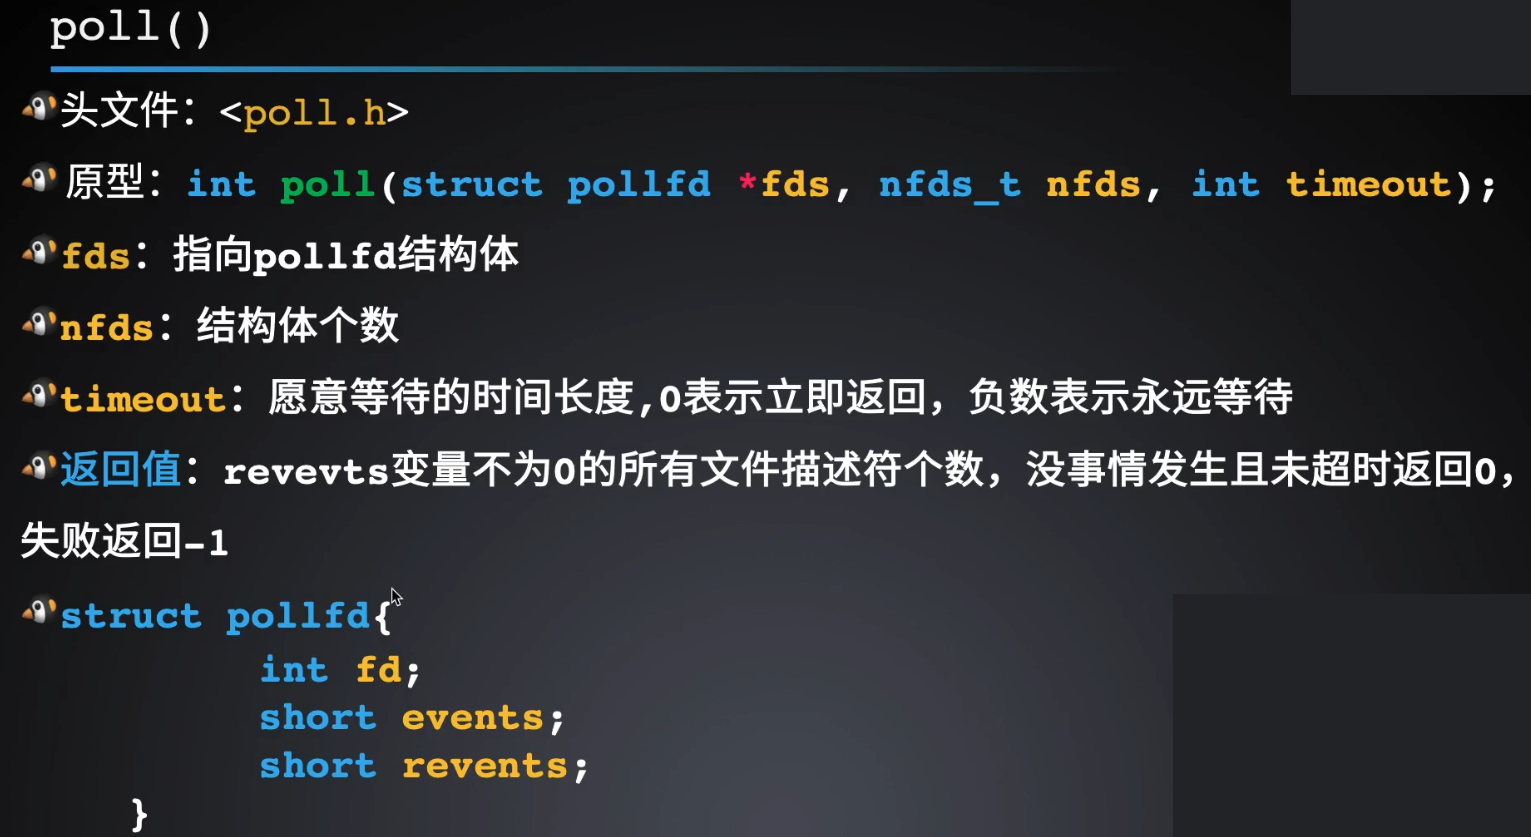 poll()
头文件：<poll.h>
原型：int poll(struct pollfd *fds, nfds_t nfds, int timeout);
fds：指向pollfd结构体
nfds：结构体个数
timeout：愿意等待的时间长度,0表示立即返回，负数表示永远等待
返回值：revevts变量不为0的所有文件描述符个数，没事情发生且未超时返回0，
失败返回-1
struct pollfd{
int fd;
short events;
short revents;
}